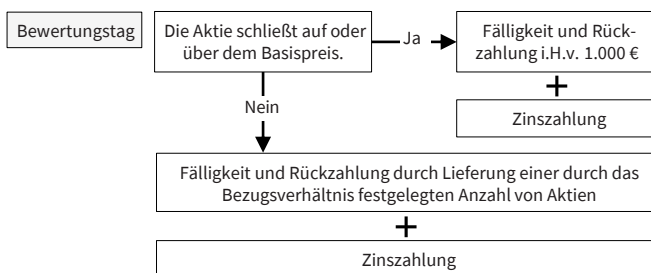 Bewertungstag
Die Aktie schließt auf oder
über dem Basispreis.
Ja
Fälligkeit und Rück-
zahlung i.H.v. 1.000 €
+
Zinszahlung
Nein
Fälligkeit und Rückzahlung durch Lieferung einer durch das
Bezugsverhältnis festgelegten Anzahl von Aktien
+
Zinszahlung